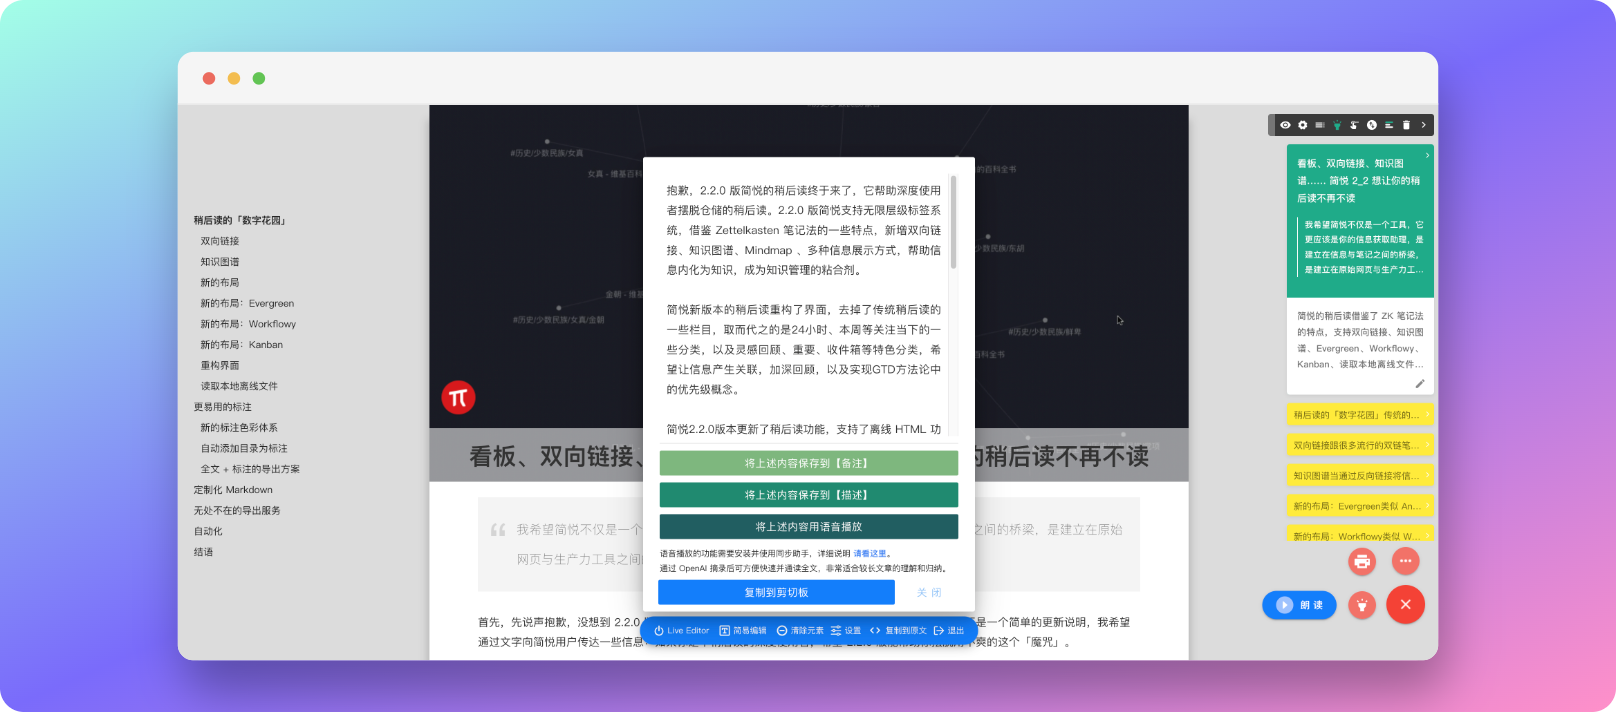 稍后读的「数字花园」
双向链接
知识图谱
新的布局
新的布局：Evergreen
新的布局：Workflowy
新的布局：Kanban
重构界面
读取本地离线文件
更易用的标注
新的标注色彩体系
自动添加目录为标注
全文 + 标注的导出方案
定制化 Markdown
无处不在的导出服务
自动化
结语
#历史/少数民族/女真
女真 - 维基百科
的百科全书
少数民族/东胡
金朝 - 维基
#历史/少数民族/女真/金朝
#历史/少数民族/鲜卑
百科全书
看板、双向链接、
的稍后读不再不读
我希望简悦不仅是一个
之间的桥梁，是建立在原始
网页与生产力工具之间
首先，先说声抱歉，没想到 2.2.0
是一个简单的更新说明，我希望
通过文字向简悦用户传达一些信息
爽的这个「魔咒」。
抱歉，2.2.0 版简悦的稍后读终于来了，它帮助深度使用
者摆脱仓储的稍后读。2.2.0 版简悦支持无限层级标签系
统，借鉴 Zettelkasten 笔记法的一些特点，新增双向链
接、知识图谱、Mindmap 、多种信息展示方式，帮助信
息内化为知识，成为知识管理的粘合剂。
简悦新版本的稍后读重构了界面，去掉了传统稍后读的
一些栏目，取而代之的是24小时、本周等关注当下的一
些分类，以及灵感回顾、重要、收件箱等特色分类，希
望让信息产生关联，加深回顾，以及实现GTD方法论中
的优先级概念。
简悦2.2.0版本更新了稍后读功能，支持了离线 HTML 功
将上述内容保存到【备注】
将上述内容保存到【描述】
将上述内容用语音播放
语音播放的功能需要安装并使用同步助手，详细说明 请看这里。
通过 OpenAI 摘录后可方便快速并通读全文，非常适合较长文章的理解和归纳。
复制到剪切板
关 闭
Live Editor
简易编辑
清除元素
设置
复制到原文
退出
看板、双向链接、知识图
谱…… 简悦 2_2 想让你的稍
后读不再不读
我希望简悦不仅是一个工具，它
更应该是你的信息获取助理，是
建立在信息与笔记之间的桥梁，
是建立在原始网页与生产力工…
简悦的稍后读借鉴了 ZK 笔记法
的特点，支持双向链接、知识图
谱、Evergreen、Workflowy、
Kanban、读取本地离线文件…
稍后读的「数字花园」传统的…
双向链接跟很多流行的双链笔…
知识图谱当通过反向链接将信…
新的布局：Evergreen类似 An…
新的布局：Workflowy类似 W…
朗 读